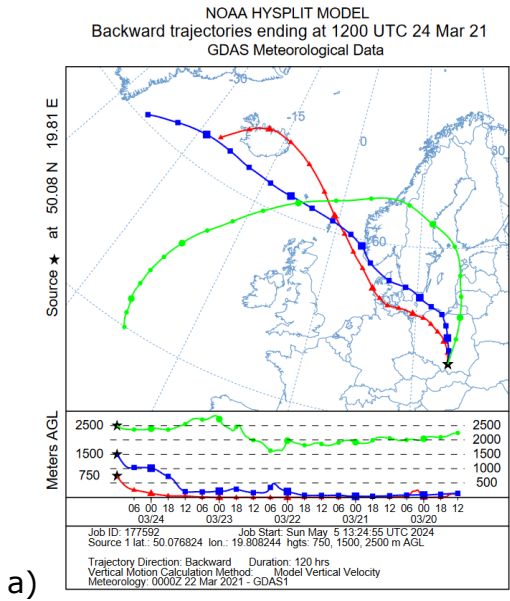 NOAA HYSPLIT MODEL
Backward trajectories ending at 1200 UTC 24 Mar 21
GDAS Meteorological Data
Source ★ at 50.08 N 19.81 E
-30
-15
0
30
60
Meters AGL
2500
1500
750
2500
2000
1500
1000
500
06 00 18 12 06 00 18 12 06 00 18 12 06 00 18 12 06 00 18 12
03/24 03/23 03/22 03/21 03/20
Job ID: 177592 Job Start: Sun May 5 13:24:55 UTC 2024
Source 1 lat.: 50.076824 lon.: 19.808244 hgts: 750, 1500, 2500 m AGL
Trajectory Direction: Backward Duration: 120 hrs
Vertical Motion Calculation Method: Model Vertical Velocity
Meteorology: 0000Z 22 Mar 2021 - GDAS1
a)